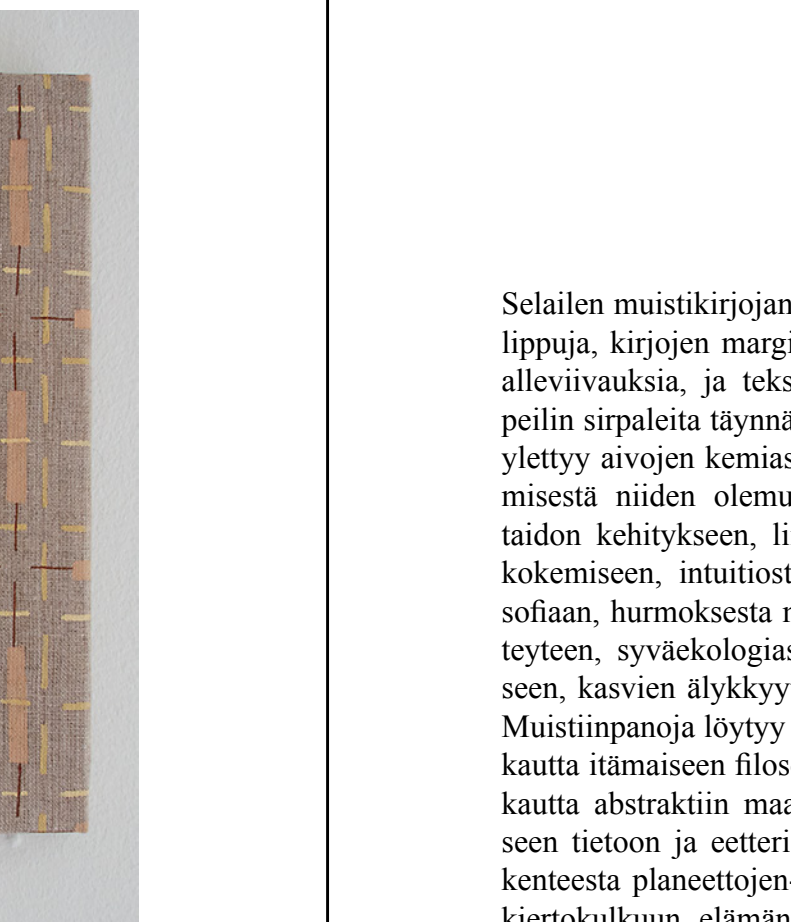 Selailen muistikirjojan
lippuja, kirjojen margi
alleviivauksia, ja teks
peilin sirpaleita täynnä
ylettyy aivojen kemias
misestä niiden olemu
taidon kehitykseen, li
kokemiseen, intuitiost
sofiaan, hurmoksesta
teyteen, syväekologias
seen, kasvien älykkyy
Muistiinpanoja löytyy
kautta itämaiseen filos
kautta abstraktiin maa
seen tietoon ja eetteri
kenteesta planeettojen-
kiertokulkuun elämän